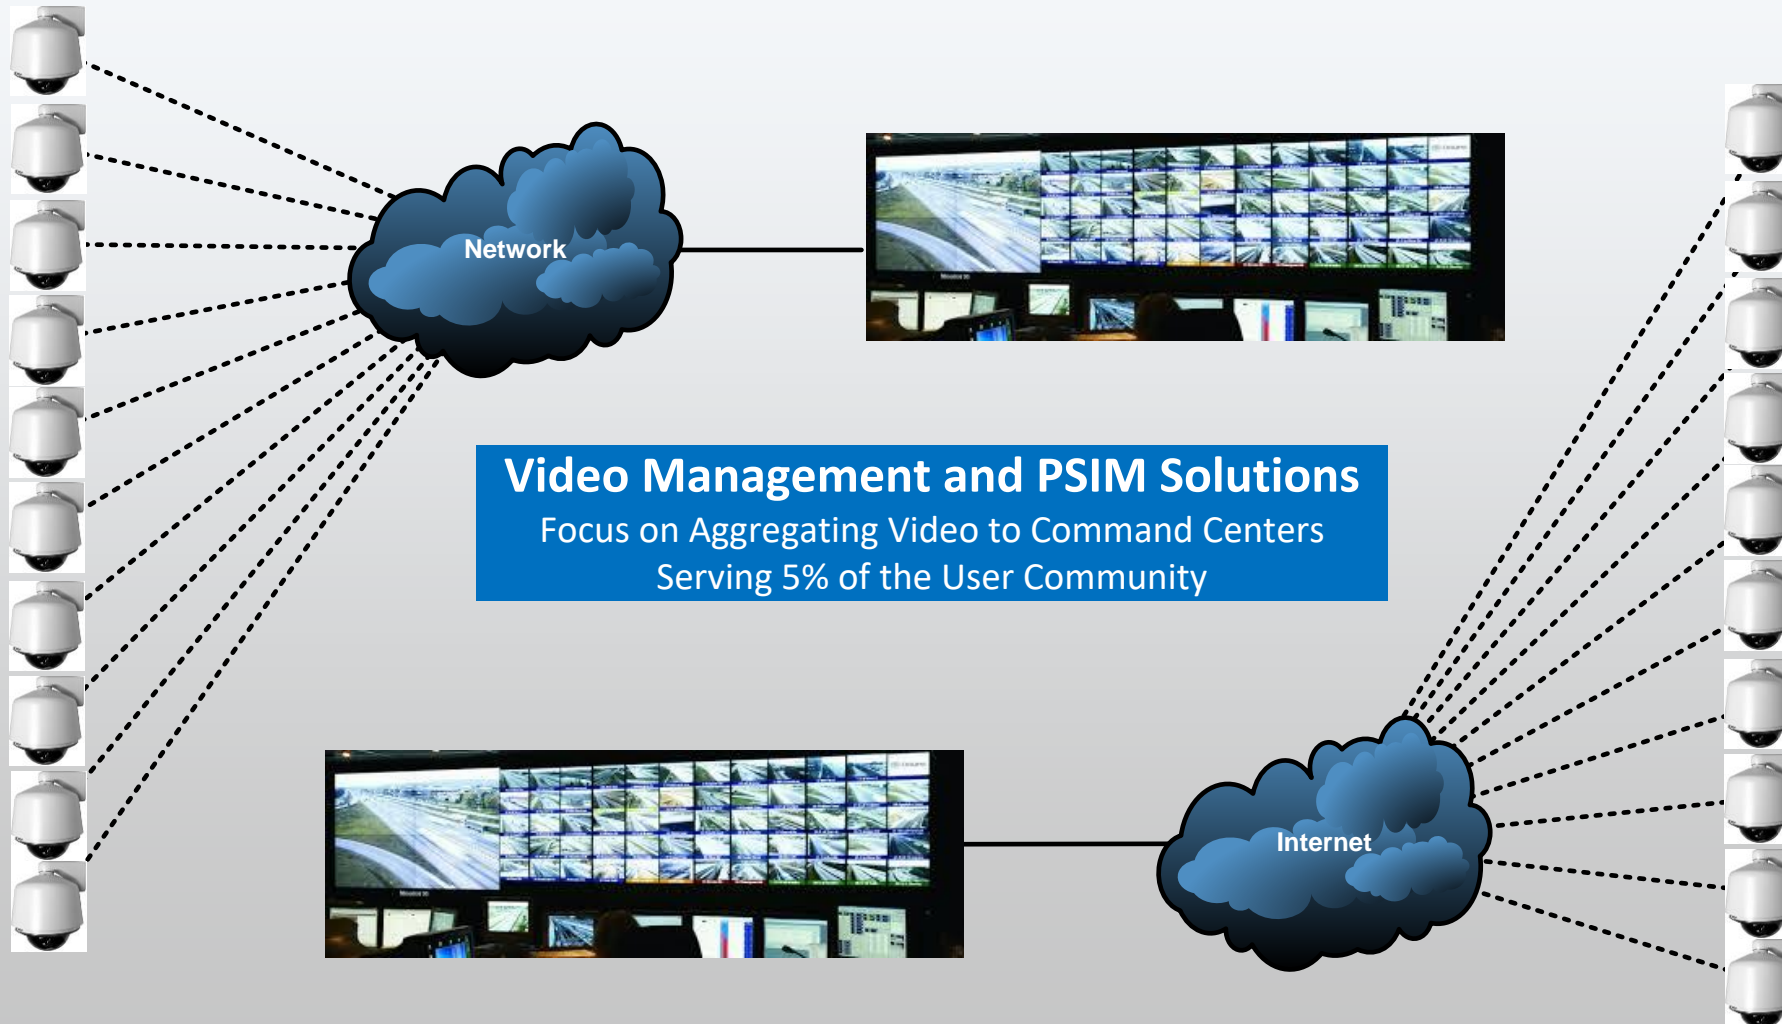 Network
Video Management and PSIM Solutions
Focus on Aggregating Video to Command Centers
Serving 5% of the User Community
Internet